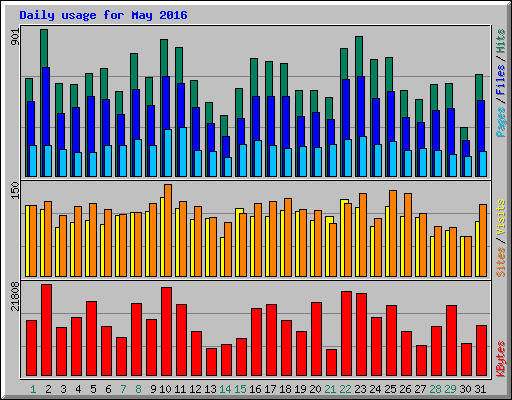 Daily usage for May 2016
901
Pages / Files / Hits
150
Sites / Visits
21808
KBytes
1 2 3 4 5 6 7 8 9 10 11 12 13 14 15 16 17 18 19 20 21 22 23 24 25 26 27 28 29 30 31